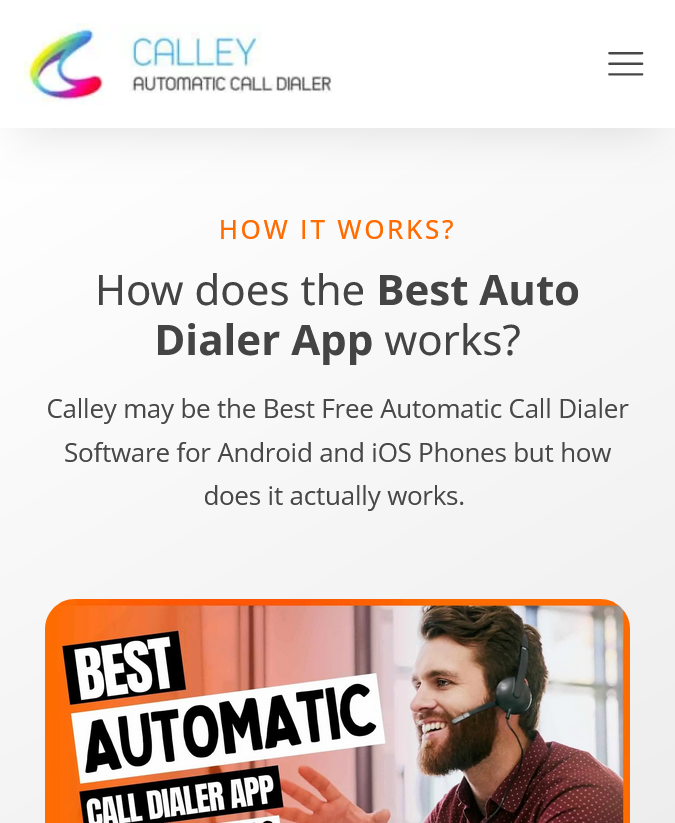 CALLEY
AUTOMATIC CALL DIALER
HOW IT WORKS?
How does the Best Auto
Dialer App works?
Calley may be the Best Free Automatic Call Dialer
Software for Android and iOS Phones but how
does it actually works.
BEST
AUTOMATIC
CALL DIALER APP